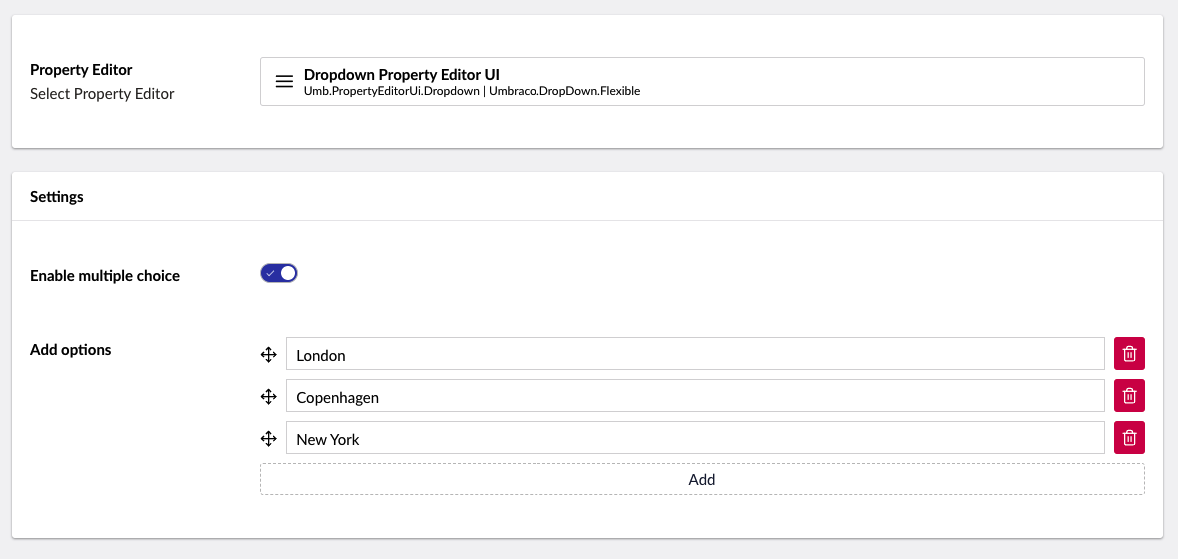 Property Editor
Select Property Editor
Dropdown Property Editor UI
Umb.PropertyEditorUi.Dropdown | Umbraco.DropDown.Flexible
Settings
Enable multiple choice
Add options
London
Copenhagen
New York
Add